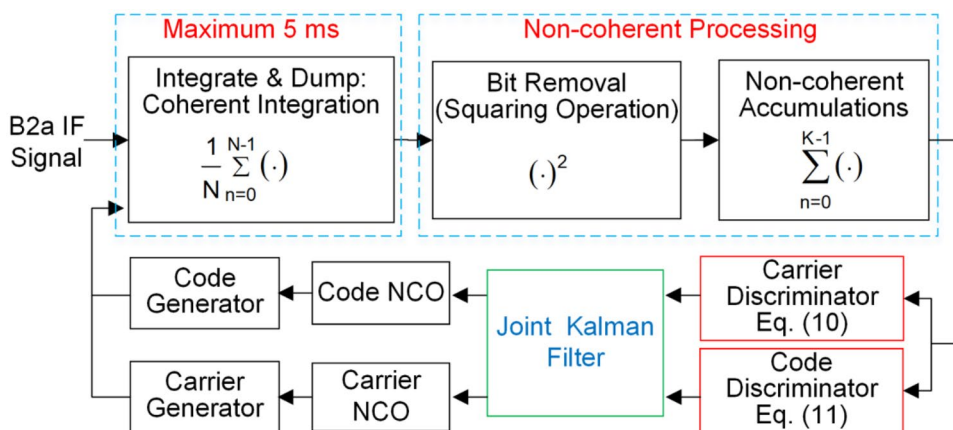 Maximum 5 ms
Non-coherent Processing
B2a IF
Signal
Integrate & Dump:
Coherent Integration
1/N N-1 Σ n=0 (·)
Bit Removal
(Squaring Operation)
(·)²
Non-coherent
Accumulations
K-1 Σ n=0 (·)
Code
Generator
Code NCO
Joint Kalman
Filter
Carrier
Discriminator
Eq. (10)
Carrier
Generator
Carrier
NCO
Code
Discriminator
Eq. (11)